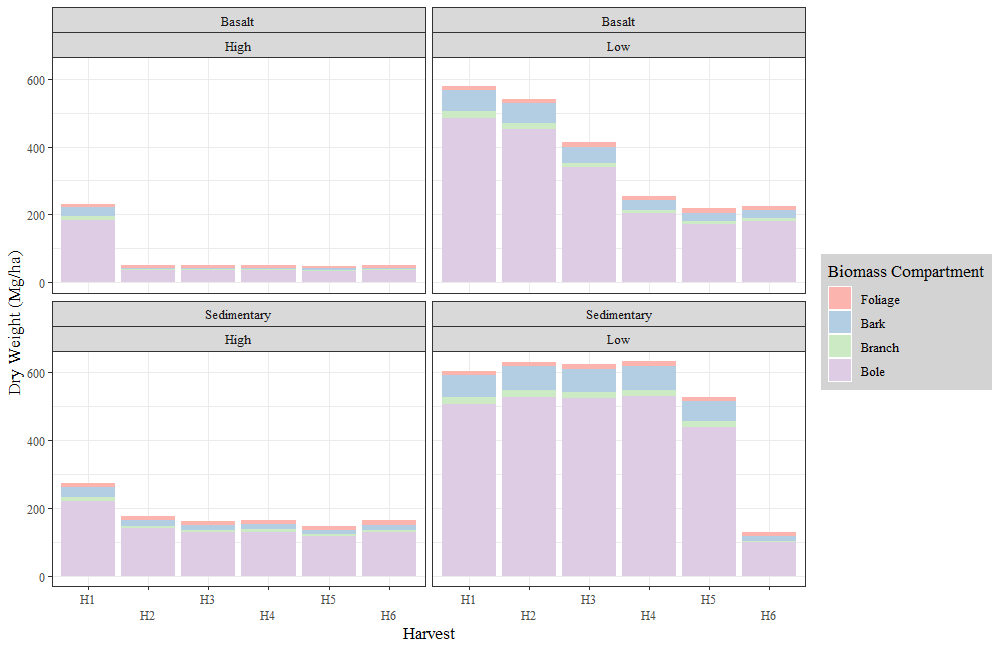 Basalt
Basalt
High
Low
600
400
200
0
Sedimentary
Sedimentary
High
Low
600
400
200
0
H1
H2
H3
H4
H5
H6
H1
H2
H3
H4
H5
H6
Harvest
Dry Weight (Mg/ha)
Biomass Compartment
Foliage
Bark
Branch
Bole